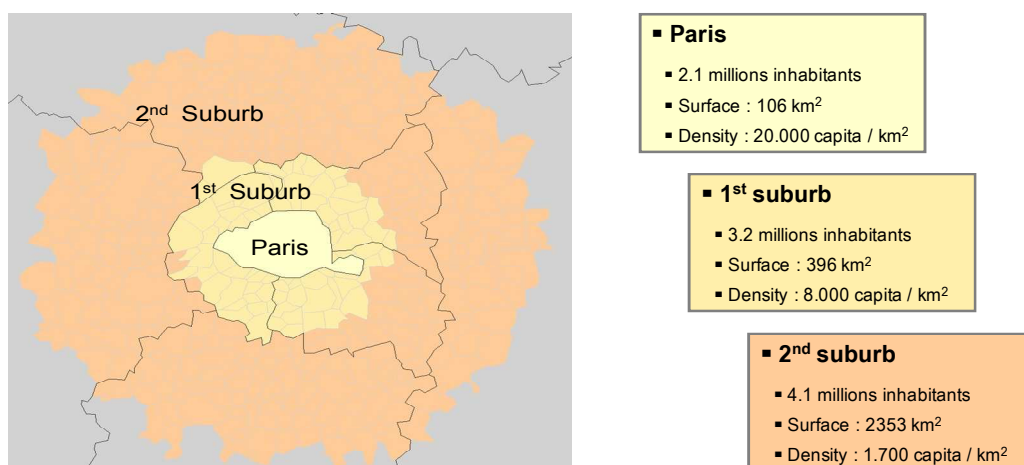 2nd Suburb
1st Suburb
Paris
▪ Paris
▪ 2.1 millions inhabitants
▪ Surface : 106 km²
▪ Density : 20.000 capita / km²
▪ 1st suburb
▪ 3.2 millions inhabitants
▪ Surface : 396 km²
▪ Density : 8.000 capita / km²
▪ 2nd suburb
▪ 4.1 millions inhabitants
▪ Surface : 2353 km²
▪ Density : 1.700 capita / km²